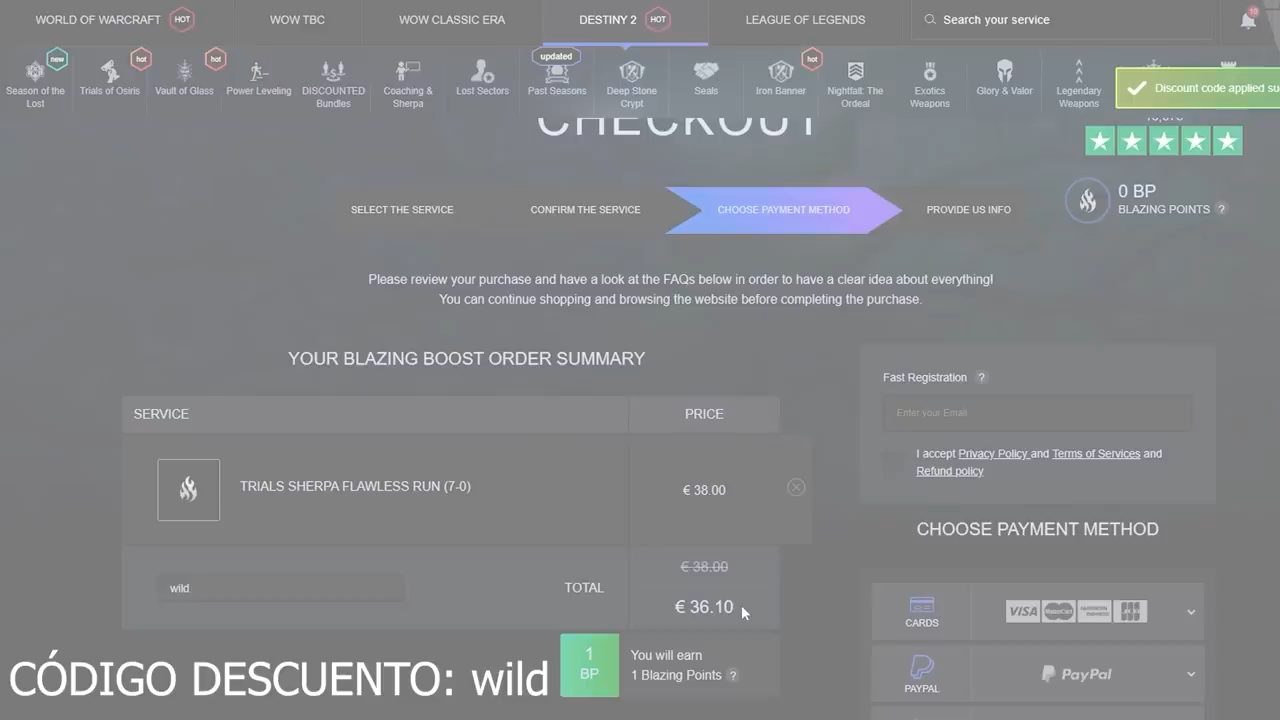 WORLD OF WARCRAFT HOT WOW TBC WOW CLASSIC ERA DESTINY 2 HOT LEAGUE OF LEGENDS Search your service 10
new hot hot updated hot
Season of the Lost
Trials of Osiris
Vault of Glass
Power Leveling
DISCOUNTED Bundles
Coaching & Sherpa
Lost Sectors
Past Seasons
Deep Stone Crypt
Seals
Iron Banner
Nightfall: The Ordeal
Exotics Weapons
Glory & Valor
Legendary Weapons
Discount code applied su
CHECKOUT
SELECT THE SERVICE CONFIRM THE SERVICE CHOOSE PAYMENT METHOD PROVIDE US INFO
0 BP
BLAZING POINTS ?
Please review your purchase and have a look at the FAQs below in order to have a clear idea about everything!
You can continue shopping and browsing the website before completing the purchase.
YOUR BLAZING BOOST ORDER SUMMARY
SERVICE PRICE
TRIALS SHERPA FLAWLESS RUN (7-0) € 38.00
€ 38.00
wild TOTAL
€ 36.10
1 BP
You will earn
1 Blazing Points ?
Fast Registration ?
Enter your Email
I accept Privacy Policy and Terms of Services and
Refund policy
CHOOSE PAYMENT METHOD
CARDS VISA MasterCard AMERICAN EXPRESS JCB
PAYPAL PayPal
CÓDIGO DESCUENTO: wild